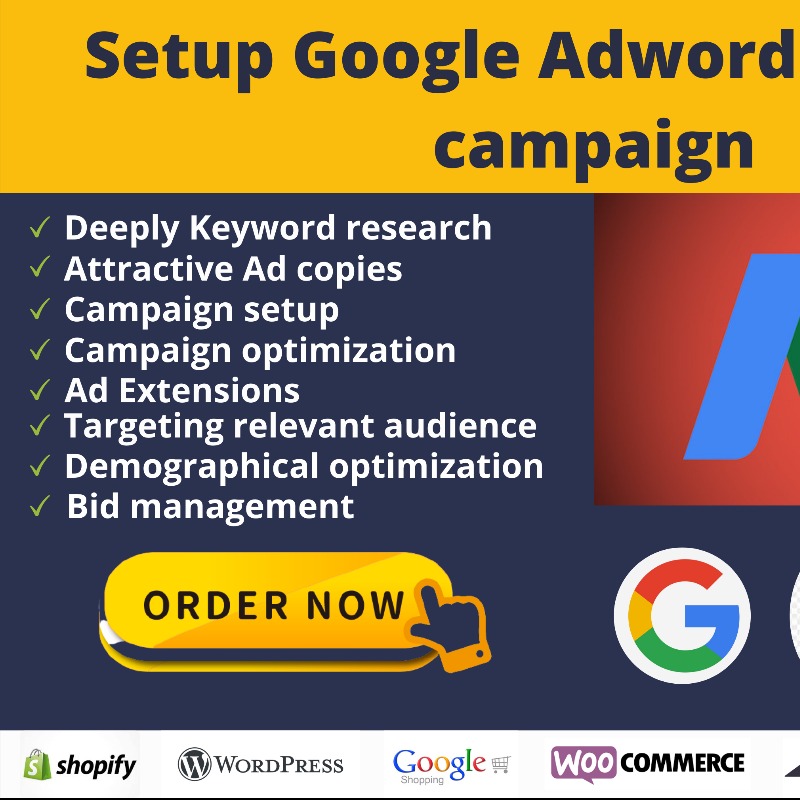 Setup Google Adword
campaign
Deeply Keyword research
Attractive Ad copies
Campaign setup
Campaign optimization
Ad Extensions
Targeting relevant audience
Demographical optimization
Bid management
ORDER NOW
G
shopify
WORDPRESS
Google
Shopping
WOO COMMERCE